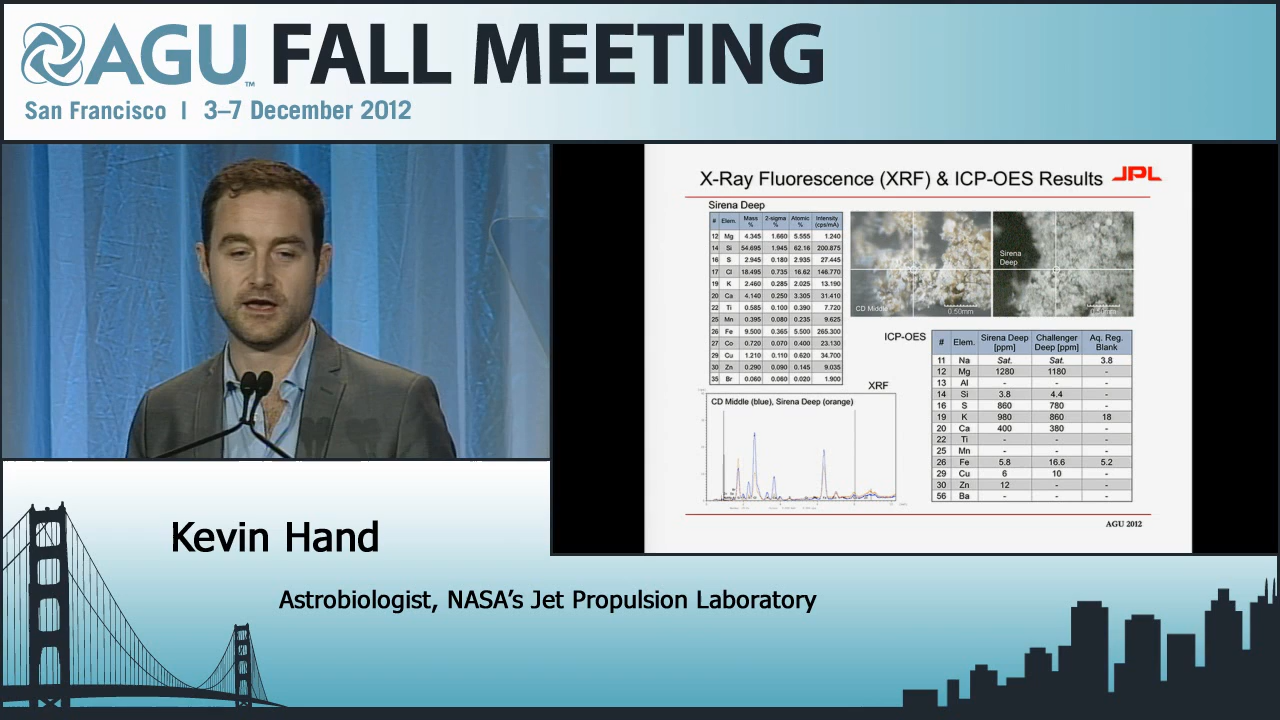 AGU™ FALL MEETING
San Francisco | 3–7 December 2012
X-Ray Fluorescence (XRF) & ICP-OES Results JPL
Sirena Deep
# Elem. Mass % 2-sigma % Atomic % Intensity (cps/mA)
12 Mg 4.345 1.660 5.555 1.240
14 Si 54.695 1.945 62.16 200.875
16 S 2.945 0.180 2.935 27.445
17 Cl 18.495 0.735 16.62 146.770
19 K 2.460 0.285 2.025 13.190
20 Ca 4.140 0.250 3.305 31.410
22 Ti 0.585 0.100 0.390 7.720
25 Mn 0.395 0.080 0.235 9.625
26 Fe 9.500 0.365 5.500 265.300
27 Co 0.720 0.070 0.400 23.130
29 Cu 1.210 0.110 0.620 34.700
30 Zn 0.290 0.090 0.145 9.035
35 Br 0.060 0.060 0.020 1.900
CD Middle
0.50mm
Sirena
Deep
0.50mm
ICP-OES
# Elem. Sirena Deep [ppm] Challenger Deep [ppm] Aq. Reg. Blank
11 Na Sat. Sat. 3.8
12 Mg 1280 1180 -
13 Al - - -
14 Si 3.8 4.4 -
16 S 860 780 -
19 K 980 860 18
20 Ca 400 380 -
22 Ti - - -
25 Mn - - -
26 Fe 5.8 16.6 5.2
29 Cu 6 10 -
30 Zn 12 - -
56 Ba - - -
XRF
CD Middle (blue), Sirena Deep (orange)
AGU 2012
Kevin Hand
Astrobiologist, NASA's Jet Propulsion Laboratory